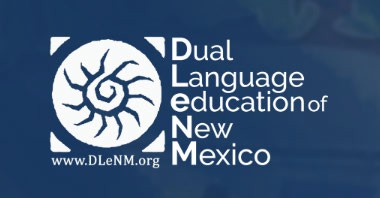 Dual
Language
education of
New
Mexico
www.DLeNM.org